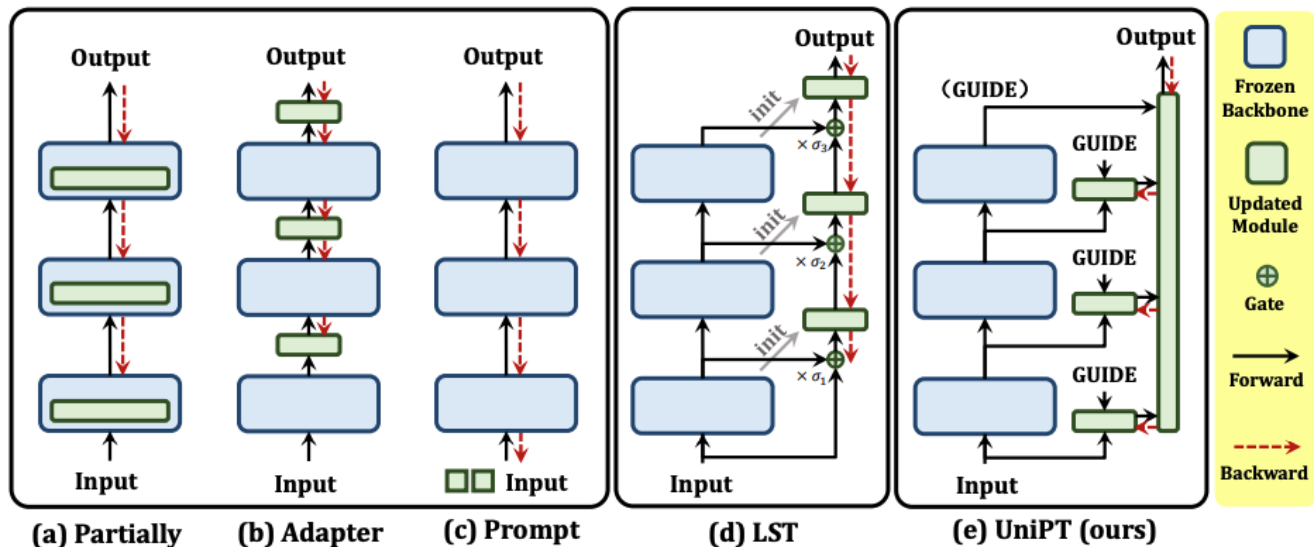 Output
Input
(a) Partially
Output
Input
(b) Adapter
Output
Input
(c) Prompt
Output
init
× σ3
init
× σ2
init
× σ1
Input
(d) LST
Output
(GUIDE)
GUIDE
GUIDE
GUIDE
Input
(e) UniPT (ours)
Frozen
Backbone
Updated
Module
Gate
Forward
Backward